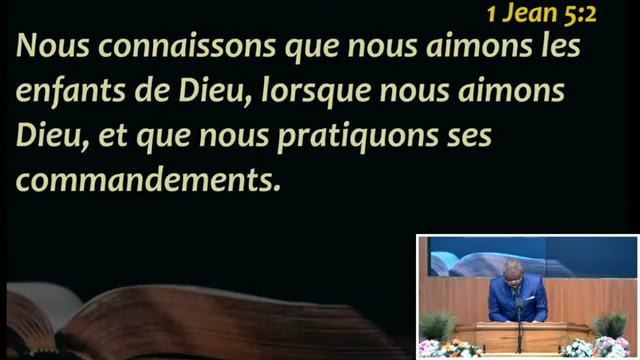 1 Jean 5:2
Nous connaissons que nous aimons les
enfants de Dieu, lorsque nous aimons
Dieu, et que nous pratiquons ses
commandements.